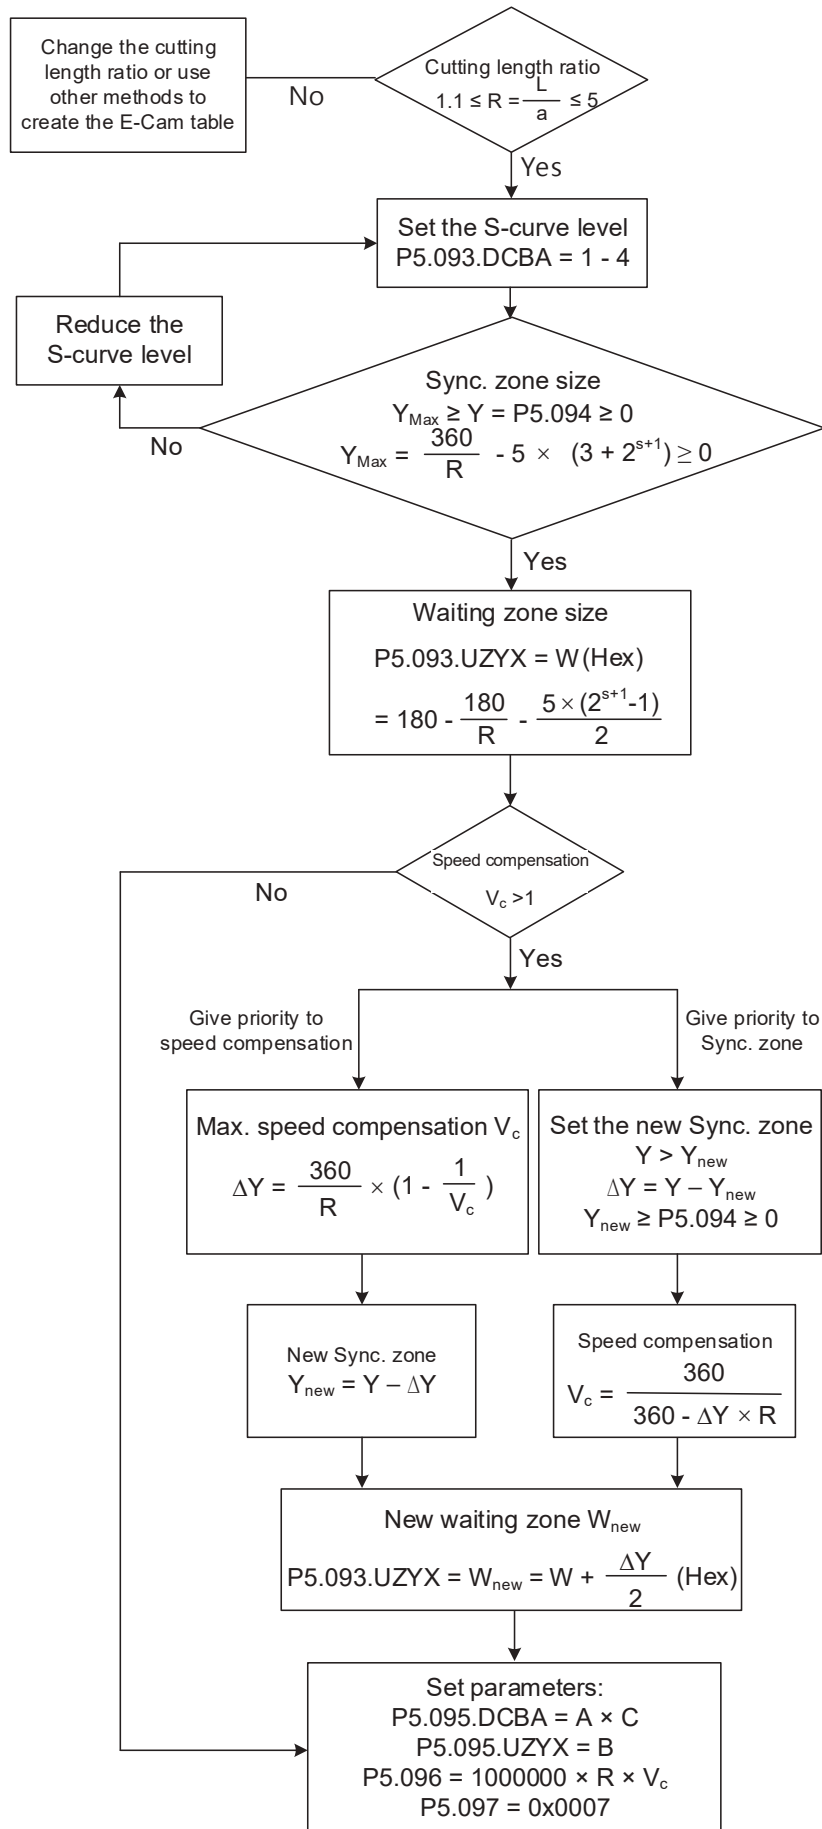 Change the cutting
length ratio or use
other methods to
create the E-Cam table
No
Cutting length ratio
1.1 ≤ R = L/a ≤ 5
Yes
Set the S-curve level
P5.093.DCBA = 1 - 4
Reduce the
S-curve level
No
Sync. zone size
Y_Max ≥ Y = P5.094 ≥ 0
Y_Max = 360/R - 5 × (3 + 2^(s+1)) ≥ 0
Yes
Waiting zone size
P5.093.UZYX = W (Hex)
= 180 - 180/R - 5 × (2^(s+1)-1)/2
Speed compensation
V_c >1
No
Yes
Give priority to
speed compensation
Give priority to
Sync. zone
Max. speed compensation V_c
ΔY = 360/R × (1 - 1/V_c)
Set the new Sync. zone
Y > Y_new
ΔY = Y – Y_new
Y_new ≥ P5.094 ≥ 0
New Sync. zone
Y_new = Y – ΔY
Speed compensation
V_c = 360/(360 - ΔY × R)
New waiting zone W_new
P5.093.UZYX = W_new = W + ΔY/2 (Hex)
Set parameters:
P5.095.DCBA = A × C
P5.095.UZYX = B
P5.096 = 1000000 × R × V_c
P5.097 = 0x0007